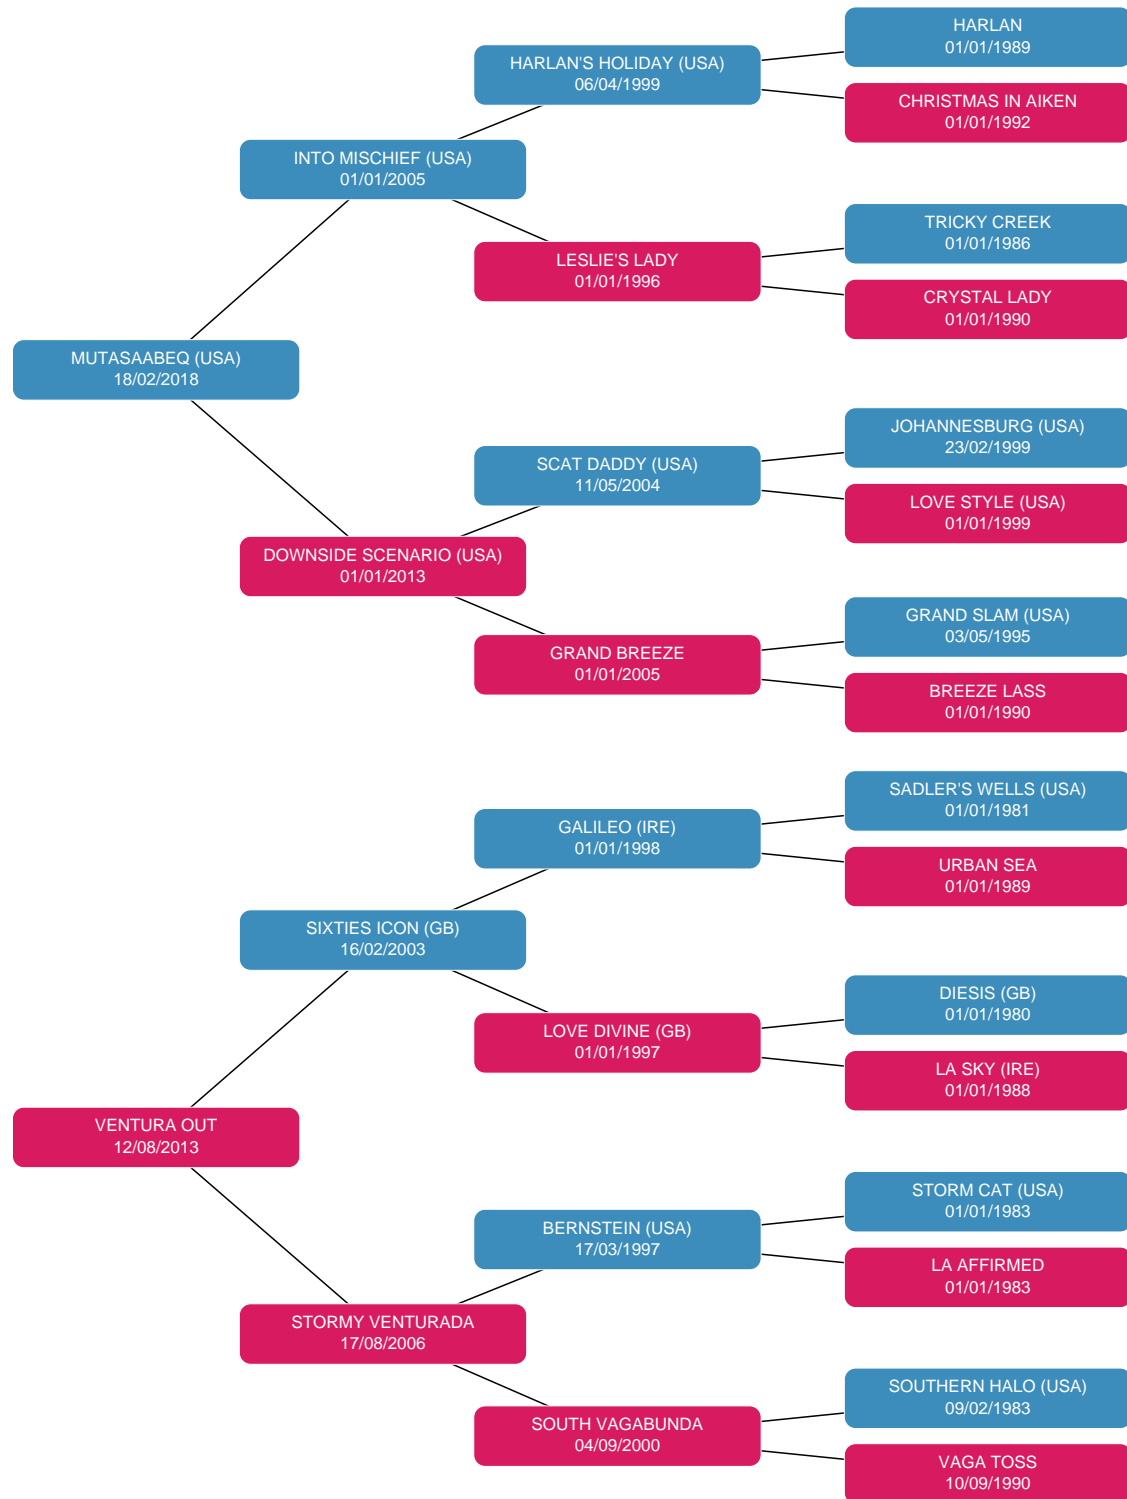 HARLAN
01/01/1989
HARLAN'S HOLIDAY (USA)
06/04/1999
CHRISTMAS IN AIKEN
01/01/1992
INTO MISCHIEF (USA)
01/01/2005
TRICKY CREEK
01/01/1986
LESLIE'S LADY
01/01/1996
CRYSTAL LADY
01/01/1990
MUTASAABEQ (USA)
18/02/2018
JOHANNESBURG (USA)
23/02/1999
SCAT DADDY (USA)
11/05/2004
LOVE STYLE (USA)
01/01/1999
DOWNSIDE SCENARIO (USA)
01/01/2013
GRAND SLAM (USA)
03/05/1995
GRAND BREEZE
01/01/2005
BREEZE LASS
01/01/1990
SADLER'S WELLS (USA)
01/01/1981
GALILEO (IRE)
01/01/1998
URBAN SEA
01/01/1989
SIXTIES ICON (GB)
16/02/2003
DIESIS (GB)
01/01/1980
LOVE DIVINE (GB)
01/01/1997
LA SKY (IRE)
01/01/1988
VENTURA OUT
12/08/2013
STORM CAT (USA)
01/01/1983
BERNSTEIN (USA)
17/03/1997
LA AFFIRMED
01/01/1983
STORMY VENTURADA
17/08/2006
SOUTHERN HALO (USA)
09/02/1983
SOUTH VAGABUNDA
04/09/2000
VAGA TOSS
10/09/1990